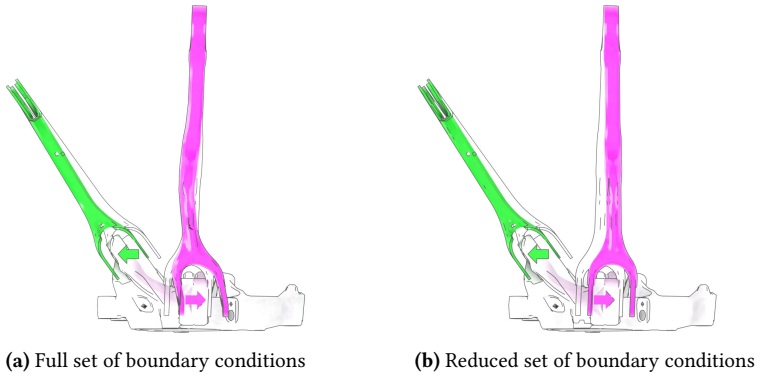 (a) Full set of boundary conditions
(b) Reduced set of boundary conditions